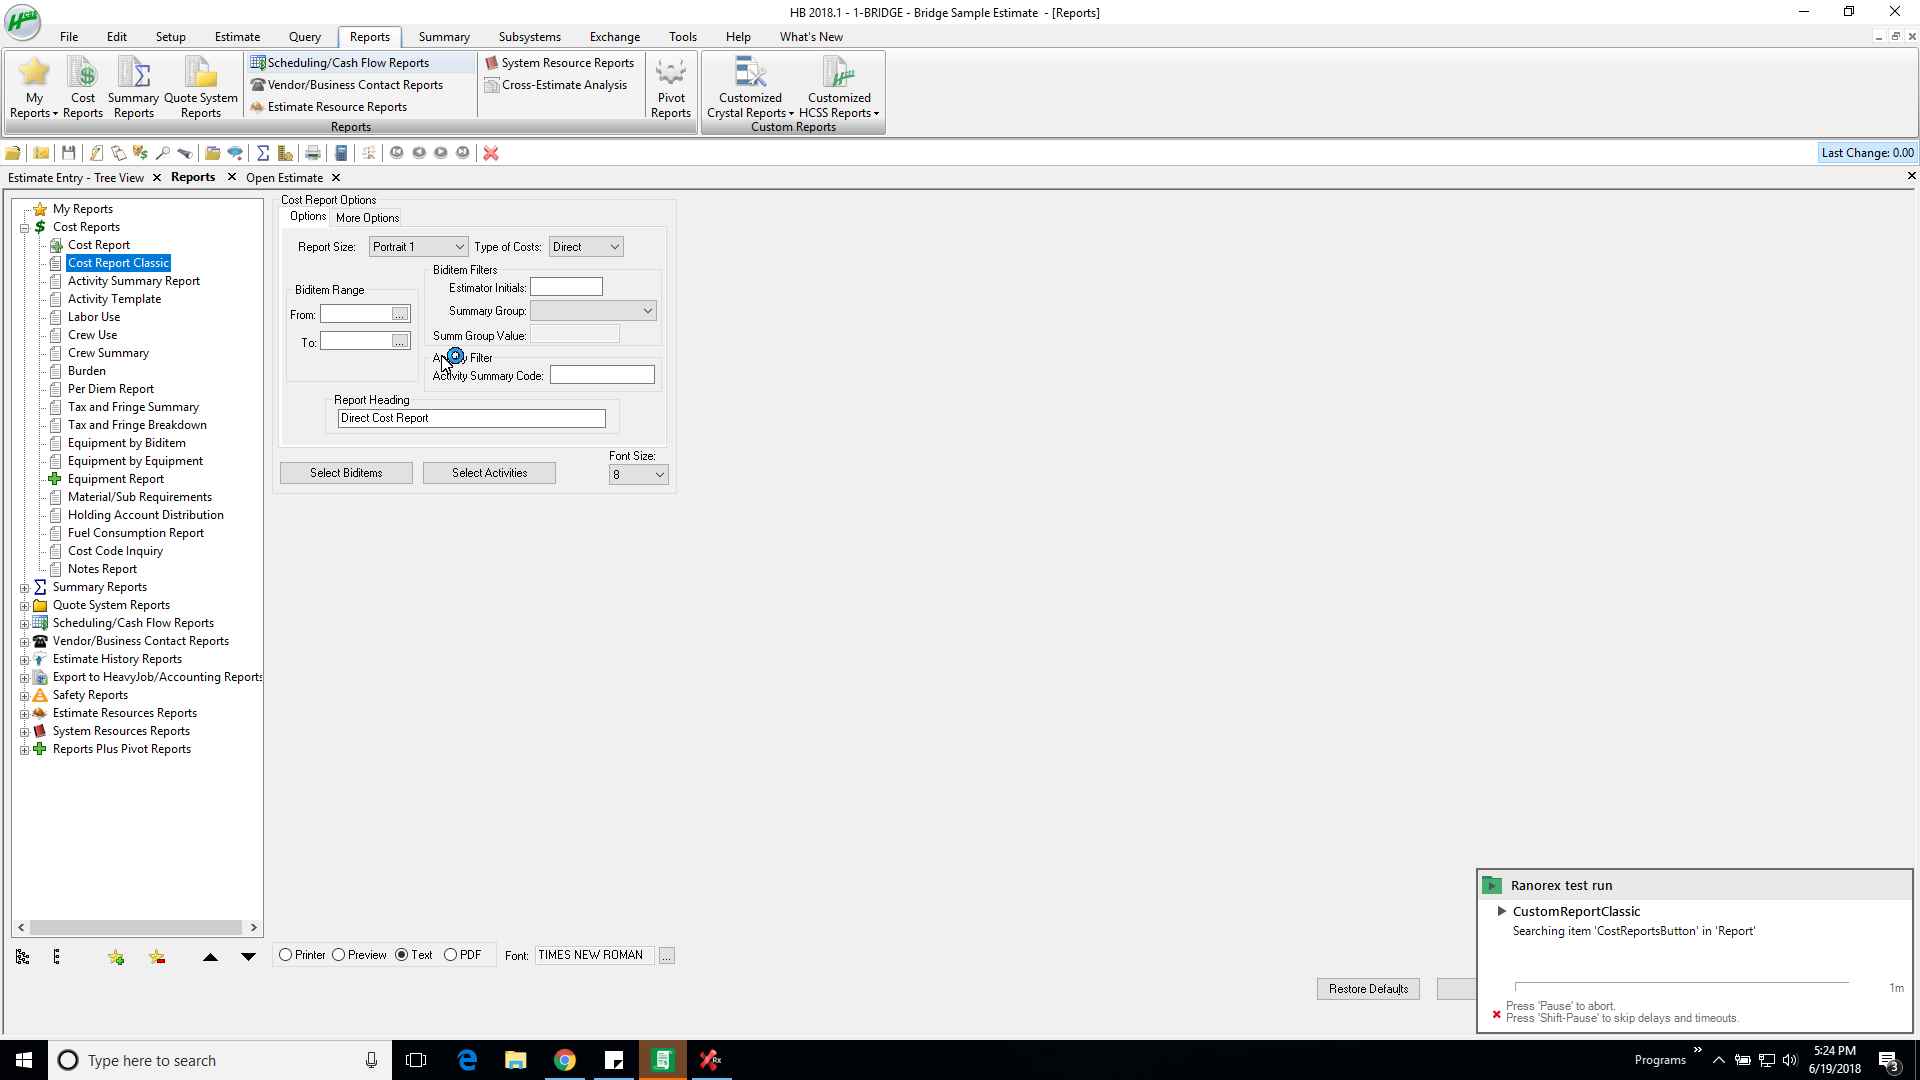 HB 2018.1 - 1-BRIDGE - Bridge Sample Estimate - [Reports]
File Edit Setup Estimate Query Reports Summary Subsystems Exchange Tools Help What's New
My Reports
Cost Reports
Summary Reports
Quote System Reports
Scheduling/Cash Flow Reports
Vendor/Business Contact Reports
Estimate Resource Reports
System Resource Reports
Cross-Estimate Analysis
Pivot Reports
Reports
Customized Crystal Reports
Customized HCSS Reports
Custom Reports
Last Change: 0.00
Estimate Entry - Tree View Reports Open Estimate
My Reports
Cost Reports
Cost Report
Cost Report Classic
Activity Summary Report
Activity Template
Labor Use
Crew Use
Crew Summary
Burden
Per Diem Report
Tax and Fringe Summary
Tax and Fringe Breakdown
Equipment by Biditem
Equipment by Equipment
Equipment Report
Material/Sub Requirements
Holding Account Distribution
Fuel Consumption Report
Cost Code Inquiry
Notes Report
Summary Reports
Quote System Reports
Scheduling/Cash Flow Reports
Vendor/Business Contact Reports
Estimate History Reports
Export to HeavyJob/Accounting Reports
Safety Reports
Estimate Resources Reports
System Resources Reports
Reports Plus Pivot Reports
Cost Report Options
Options More Options
Report Size: Portrait 1 Type of Costs: Direct
Biditem Range
From: ...
To: ...
Biditem Filters
Estimator Initials:
Summary Group:
Summ Group Value:
Filter
Activity Summary Code:
Report Heading
Direct Cost Report
Select Biditems Select Activities
Font Size:
8
Printer Preview Text PDF Font: TIMES NEW ROMAN ...
Restore Defaults
Ranorex test run
CustomReportClassic
Searching item 'CostReportsButton' in 'Report'
1m
Press 'Pause' to abort.
Press 'Shift-Pause' to skip delays and timeouts.
Type here to search
Programs
5:24 PM
6/19/2018
3